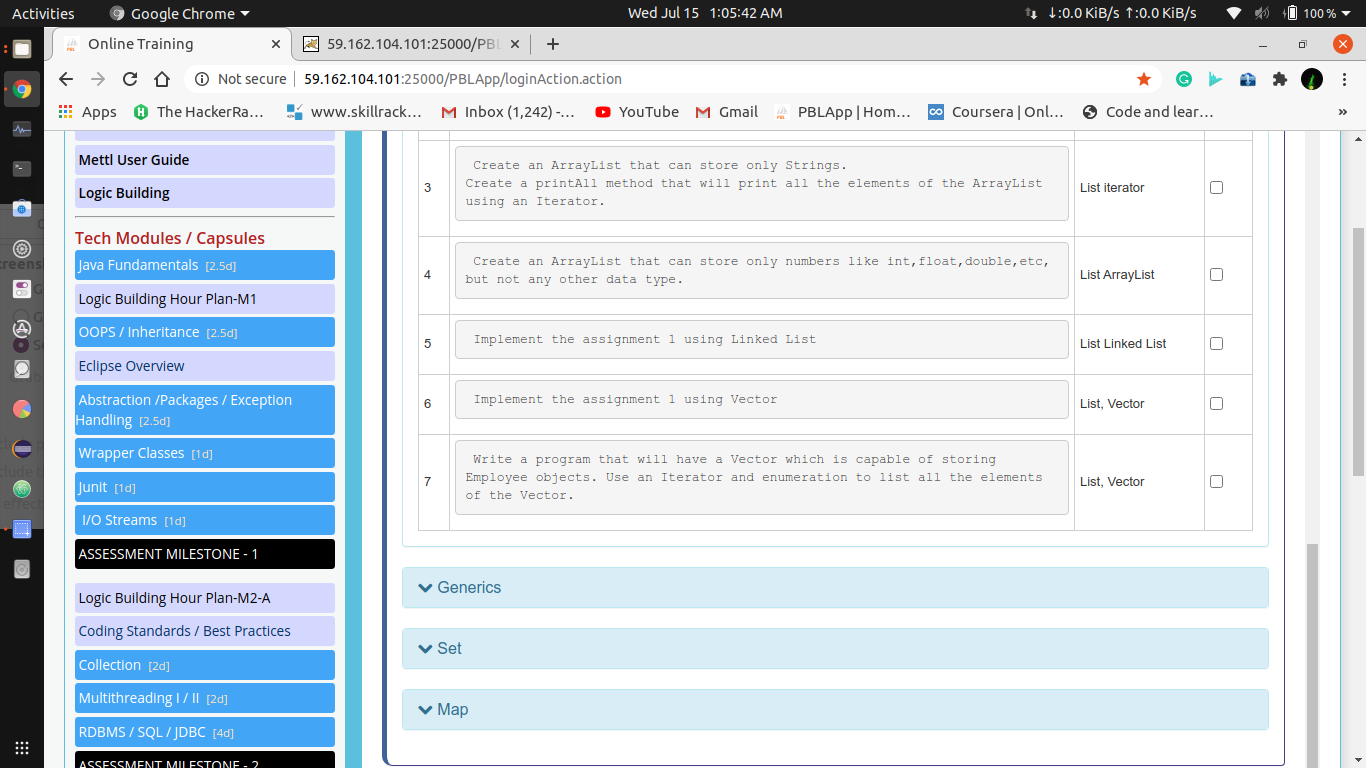 Activities
Google Chrome
Wed Jul 15 1:05:42 AM
↓:0.0 KiB/s ↑:0.0 KiB/s
100 %
Online Training
59.162.104.101:25000/PBL
Not secure
59.162.104.101:25000/PBLApp/loginAction.action
Apps
The HackerRa...
www.skillrack...
Inbox (1,242) -...
YouTube
Gmail
PBLApp | Hom...
Coursera | Onl...
Code and lear...
»
Mettl User Guide
Logic Building
Tech Modules / Capsules
Java Fundamentals [2.5d]
Logic Building Hour Plan-M1
OOPS / Inheritance [2.5d]
Eclipse Overview
Abstraction /Packages / Exception
Handling [2.5d]
Wrapper Classes [1d]
Junit [1d]
I/O Streams [1d]
ASSESSMENT MILESTONE - 1
Logic Building Hour Plan-M2-A
Coding Standards / Best Practices
Collection [2d]
Multithreading I / II [2d]
RDBMS / SQL / JDBC [4d]
ASSESSMENT MILESTONE - 2
3
Create an ArrayList that can store only Strings.
Create a printAll method that will print all the elements of the ArrayList
using an Iterator.
List iterator
4
Create an ArrayList that can store only numbers like int,float,double,etc,
but not any other data type.
List ArrayList
5
Implement the assignment 1 using Linked List
List Linked List
6
Implement the assignment 1 using Vector
List, Vector
7
Write a program that will have a Vector which is capable of storing
Employee objects. Use an Iterator and enumeration to list all the elements
of the Vector.
List, Vector
Generics
Set
Map